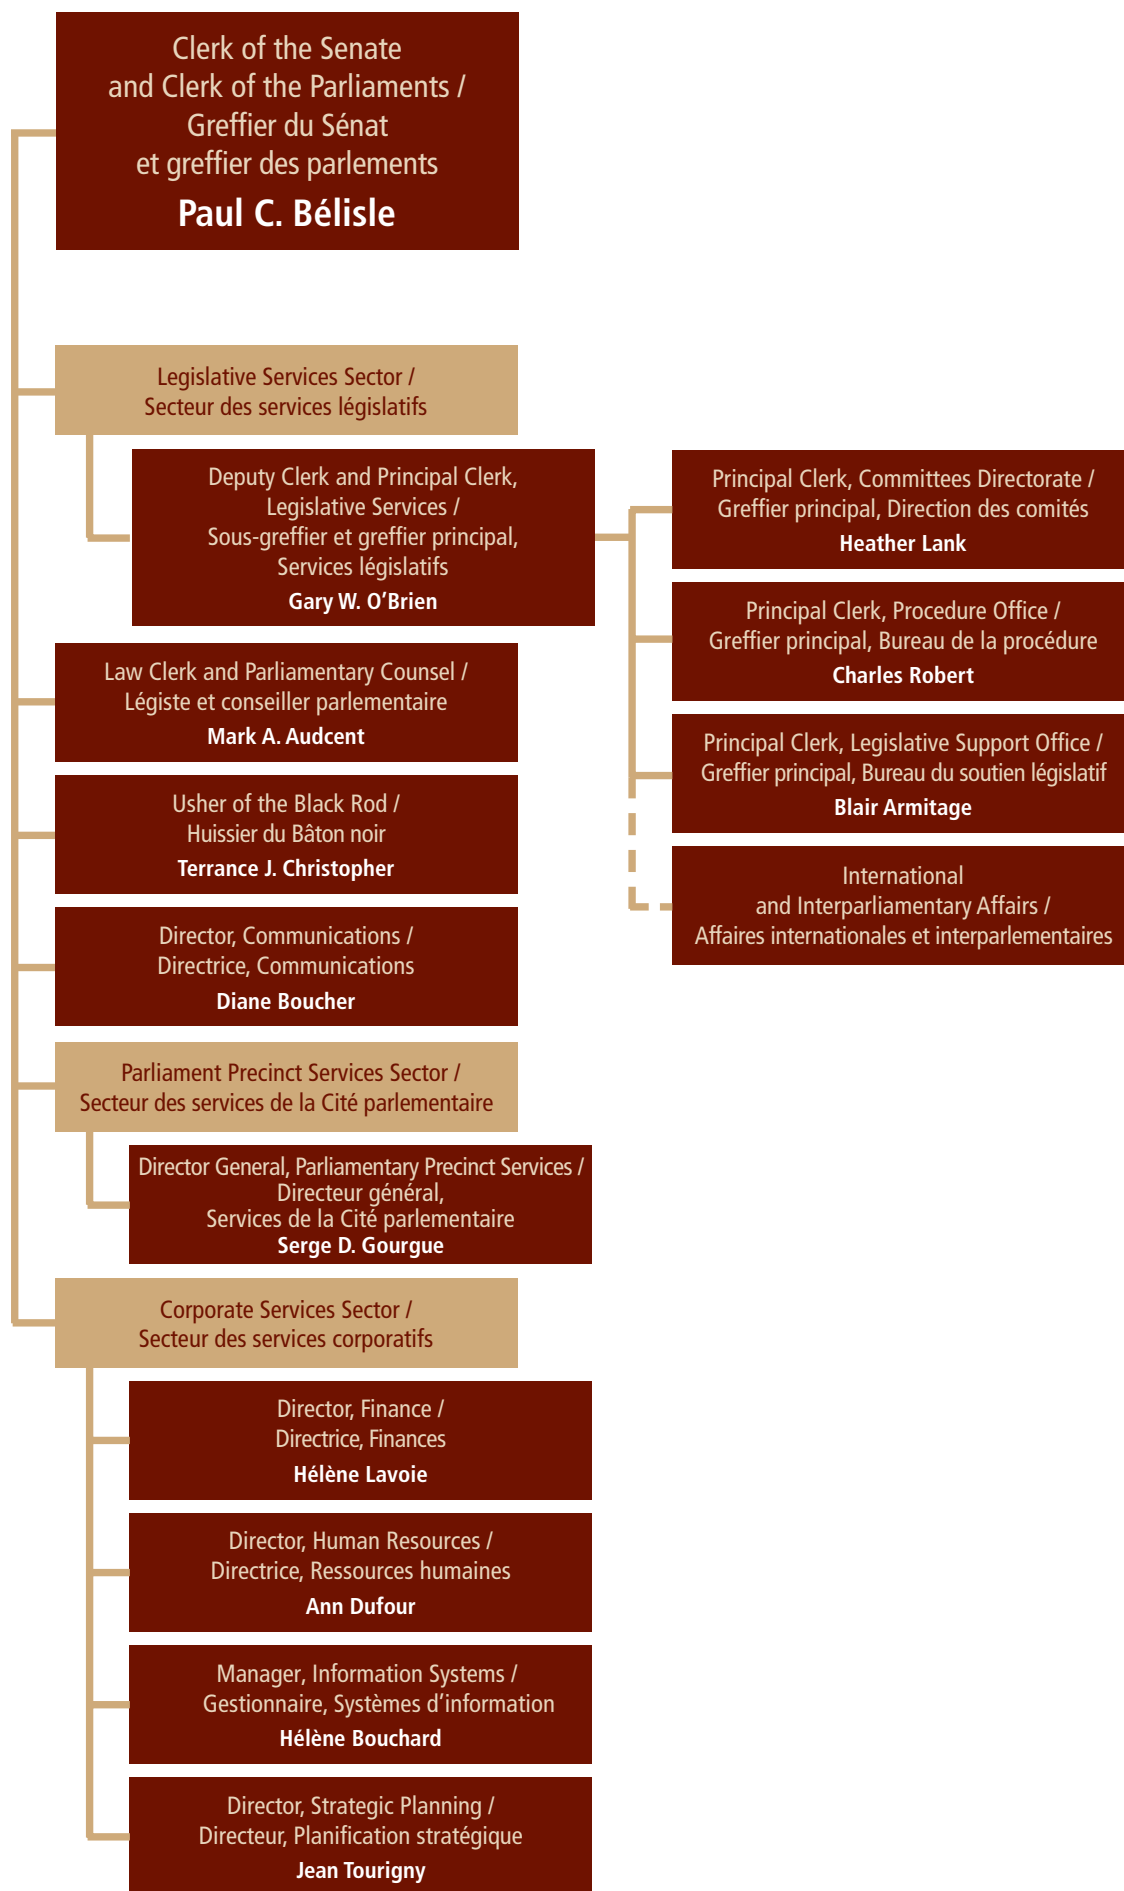 Clerk of the Senate
and Clerk of the Parliaments /
Greffier du Sénat
et greffier des parlements
Paul C. Bélisle
Legislative Services Sector /
Secteur des services législatifs
Deputy Clerk and Principal Clerk,
Legislative Services /
Sous-greffier et greffier principal,
Services législatifs
Gary W. O’Brien
Principal Clerk, Committees Directorate /
Greffier principal, Direction des comités
Heather Lank
Principal Clerk, Procedure Office /
Greffier principal, Bureau de la procédure
Charles Robert
Principal Clerk, Legislative Support Office /
Greffier principal, Bureau du soutien législatif
Blair Armitage
International
and Interparliamentary Affairs /
Affaires internationales et interparlementaires
Law Clerk and Parliamentary Counsel /
Légiste et conseiller parlementaire
Mark A. Audcent
Usher of the Black Rod /
Huissier du Bâton noir
Terrance J. Christopher
Director, Communications /
Directrice, Communications
Diane Boucher
Parliament Precinct Services Sector /
Secteur des services de la Cité parlementaire
Director General, Parliamentary Precinct Services /
Directeur général,
Services de la Cité parlementaire
Serge D. Gourgue
Corporate Services Sector /
Secteur des services corporatifs
Director, Finance /
Directrice, Finances
Hélène Lavoie
Director, Human Resources /
Directrice, Ressources humaines
Ann Dufour
Manager, Information Systems /
Gestionnaire, Systèmes d’information
Hélène Bouchard
Director, Strategic Planning /
Directeur, Planification stratégique
Jean Tourigny